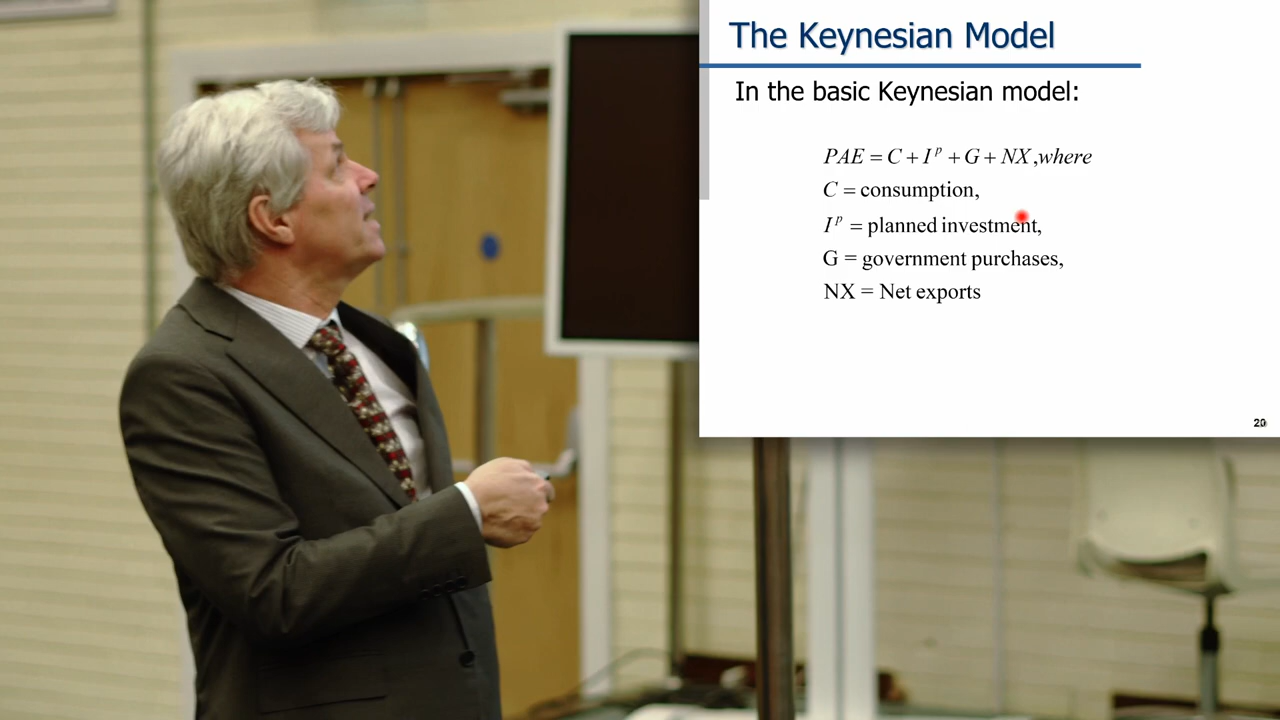 The Keynesian Model
In the basic Keynesian model:
PAE = C + I^p + G + NX ,where
C = consumption,
I^p = planned investment,
G = government purchases,
NX = Net exports
20